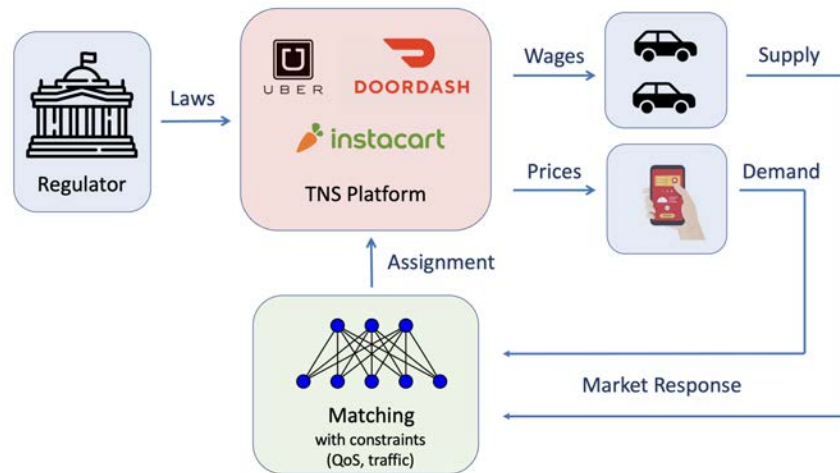 Regulator
Laws
UBER
DOORDASH
instacart
TNS Platform
Wages
Supply
Prices
Demand
Assignment
Market Response
Matching
with constraints
(QoS, traffic)